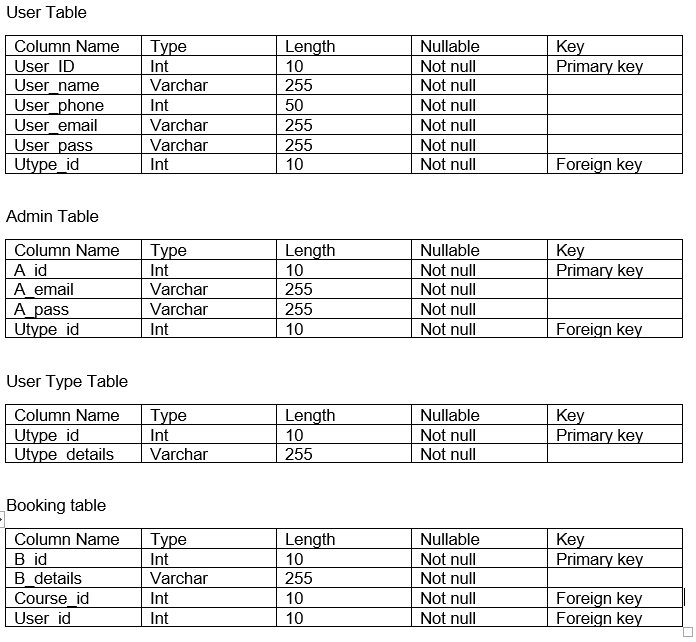 User Table
Column Name Type Length Nullable Key
User_ID Int 10 Not null Primary key
User_name Varchar 255 Not null
User_phone Int 50 Not null
User_email Varchar 255 Not null
User_pass Varchar 255 Not null
Utype_id Int 10 Not null Foreign key
Admin Table
Column Name Type Length Nullable Key
A_id Int 10 Not null Primary key
A_email Varchar 255 Not null
A_pass Varchar 255 Not null
Utype_id Int 10 Not null Foreign key
User Type Table
Column Name Type Length Nullable Key
Utype_id Int 10 Not null Primary key
Utype_details Varchar 255 Not null
Booking table
Column Name Type Length Nullable Key
B_id Int 10 Not null Primary key
B_details Varchar 255 Not null
Course_id Int 10 Not null Foreign key
User_id Int 10 Not null Foreign key